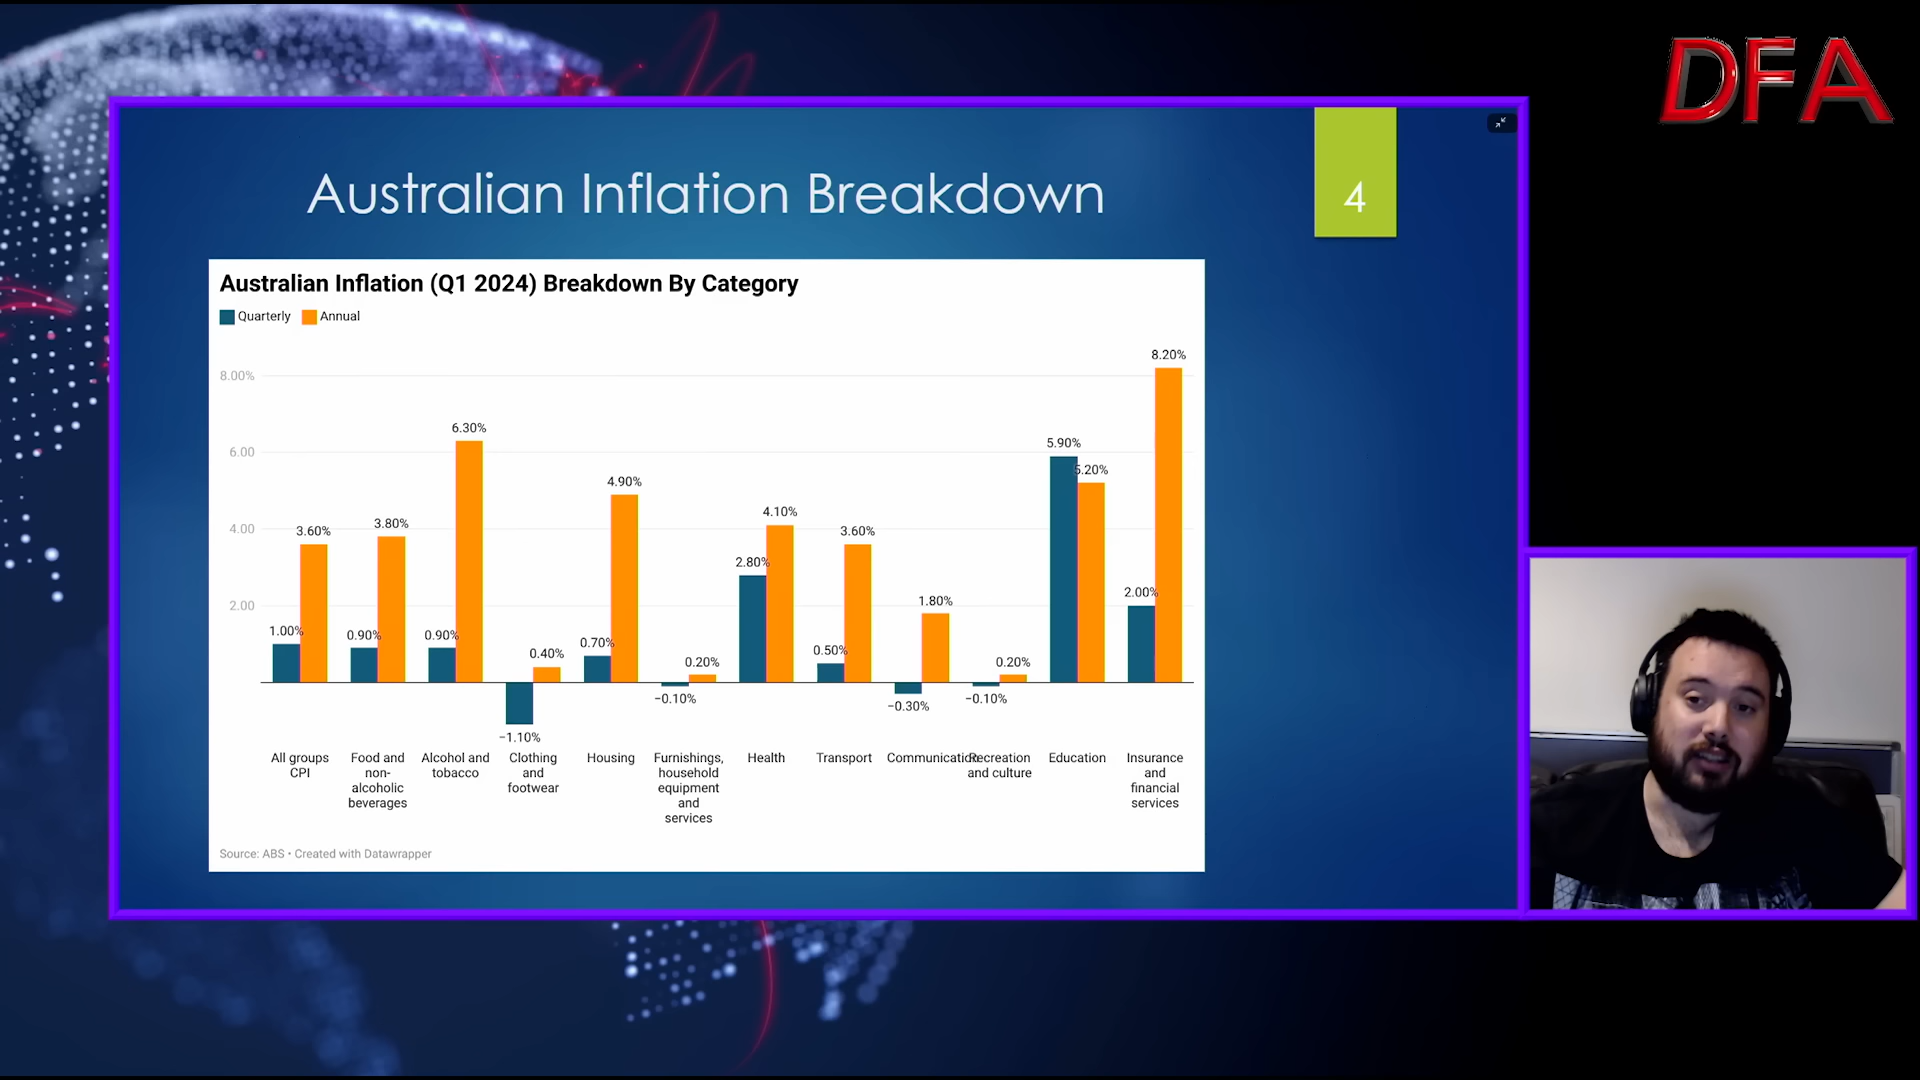 DFA
Australian Inflation Breakdown
4
Australian Inflation (Q1 2024) Breakdown By Category
Quarterly Annual
8.00%
6.00
4.00
2.00
1.00%
3.60%
0.90%
3.80%
0.90%
6.30%
−1.10%
0.40%
0.70%
4.90%
−0.10%
0.20%
2.80%
4.10%
0.50%
3.60%
−0.30%
1.80%
−0.10%
0.20%
5.90%
5.20%
2.00%
8.20%
All groups
CPI
Food and
non-
alcoholic
beverages
Alcohol and
tobacco
Clothing
and
footwear
Housing
Furnishings,
household
equipment
and
services
Health
Transport
Communication
Recreation
and culture
Education
Insurance
and
financial
services
Source: ABS • Created with Datawrapper